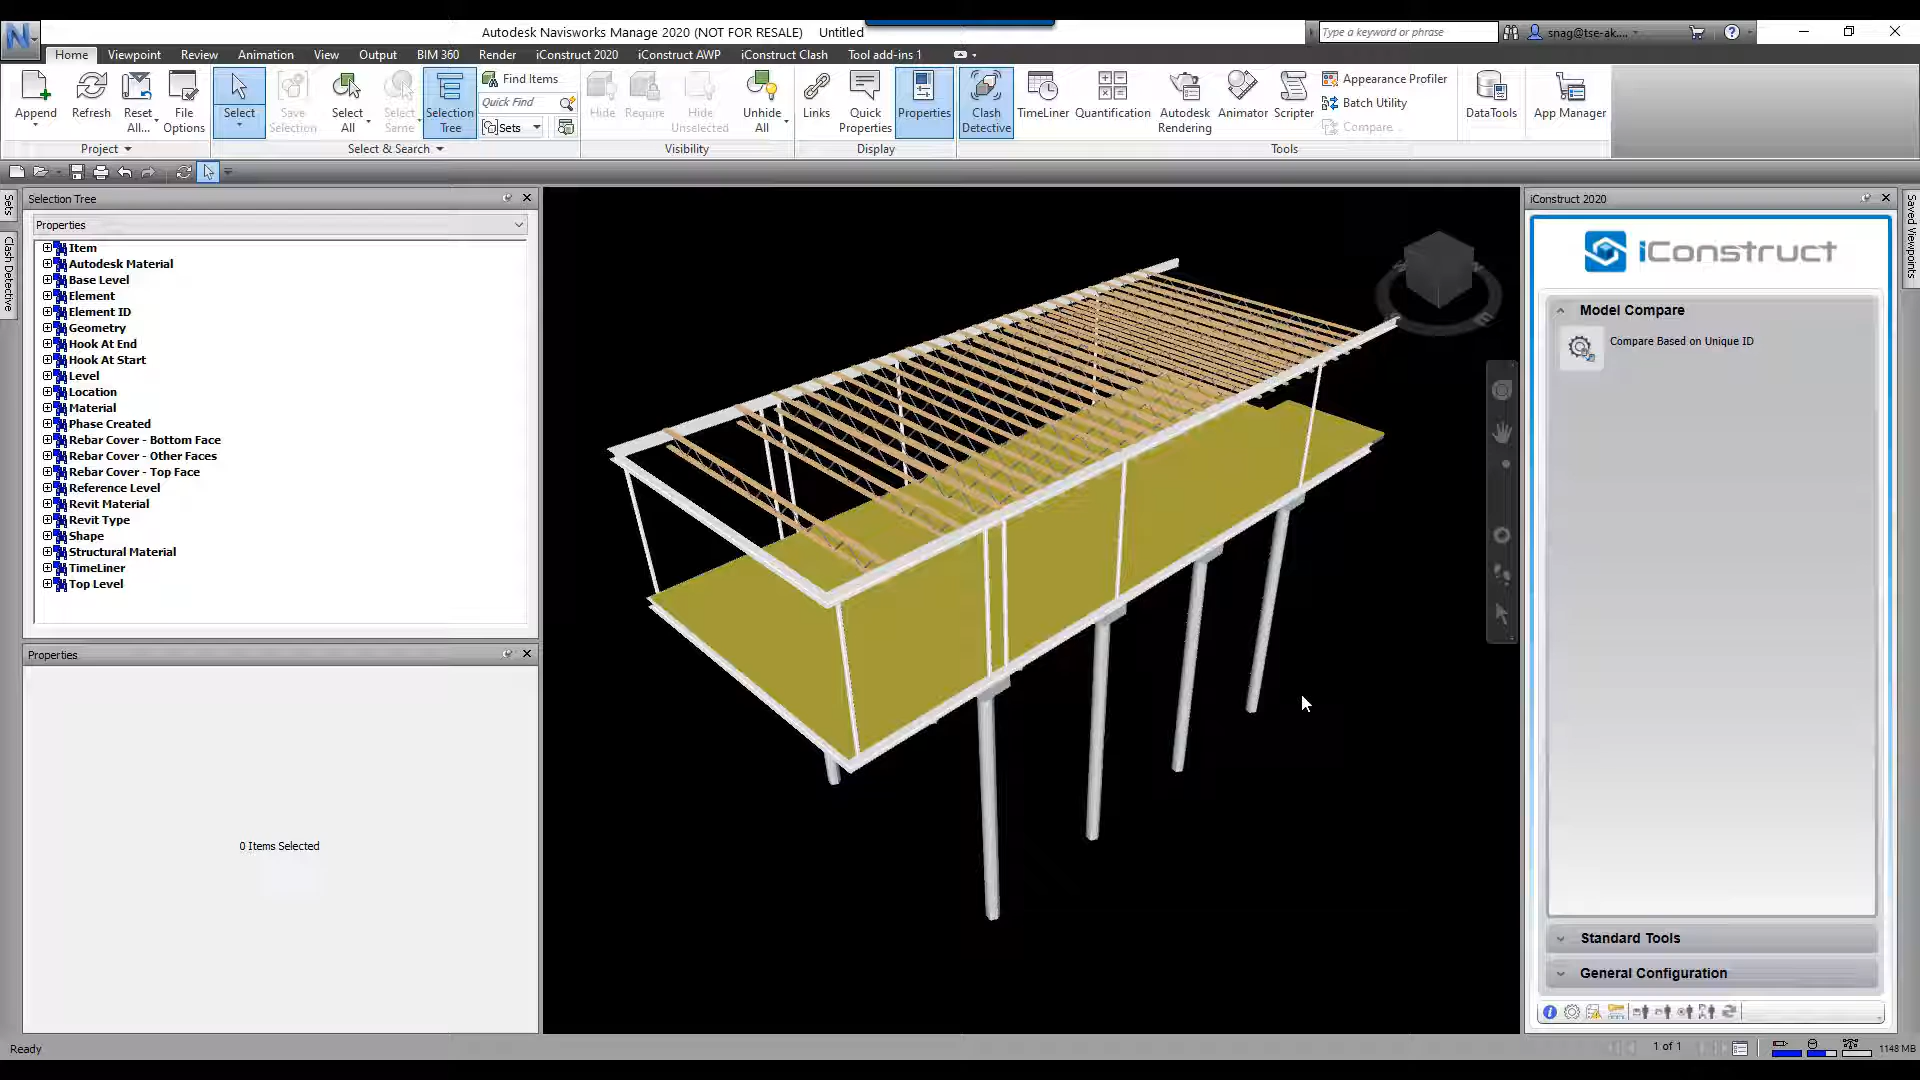 Autodesk Navisworks Manage 2020 (NOT FOR RESALE) Untitled
Type a keyword or phrase
snag@tse-ak....
Home Viewpoint Review Animation View Output BIM 360 Render iConstruct 2020 iConstruct AWP iConstruct Clash Tool add-ins 1
Append
Refresh
Reset All...
File Options
Project
Select
Save Selection
Select All
Select Same
Selection Tree
Find Items
Quick Find
Sets
Select & Search
Hide
Require
Hide Unselected
Unhide All
Visibility
Links
Quick Properties
Properties
Display
Clash Detective
TimeLiner
Quantification
Autodesk Rendering
Animator
Scripter
Appearance Profiler
Batch Utility
Compare
DataTools
App Manager
Tools
Sets
Clash Detective
Selection Tree
Properties
Item
Autodesk Material
Base Level
Element
Element ID
Geometry
Hook At End
Hook At Start
Level
Location
Material
Phase Created
Rebar Cover - Bottom Face
Rebar Cover - Other Faces
Rebar Cover - Top Face
Reference Level
Revit Material
Revit Type
Shape
Structural Material
TimeLiner
Top Level
Properties
0 Items Selected
iConstruct 2020
iConstruct
Model Compare
Compare Based on Unique ID
Standard Tools
General Configuration
Saved Viewpoints
Ready
1 of 1
1148 MB